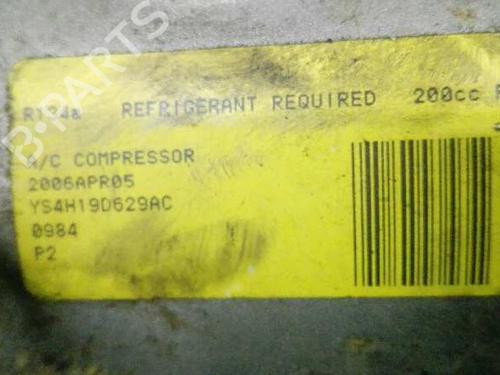 R134a REFRIGERANT REQUIRED 200cc
A/C COMPRESSOR
2006APR05
YS4H19D629AC
0984
P2
B-PARTS